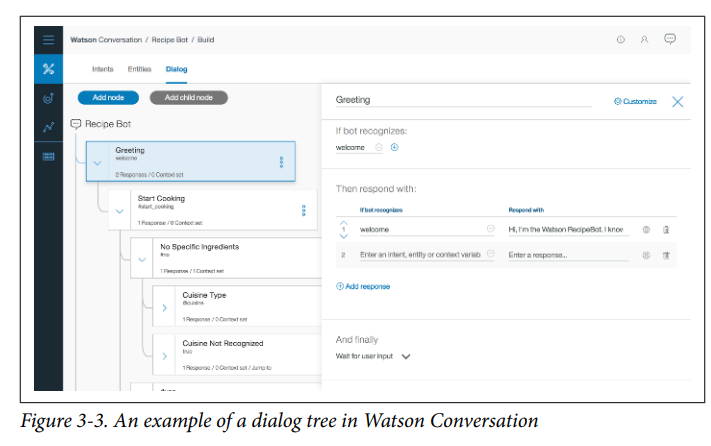 Watson Conversation / Recipe Bot / Build
Intents Entities Dialog
Add node Add child node
Recipe Bot
Greeting
welcome
2 Responses / 0 Context set
Start Cooking
#start_cooking
1 Response / 0 Context set
No Specific Ingredients
#no
1 Response / 1 Context set
Cuisine Type
@cuisine
1 Response / 0 Context set
Cuisine Not Recognized
true
1 Response / 0 Context set / Jump to
Greeting
Customize
If bot recognizes:
welcome
Then respond with:
If bot recognizes Respond with
1 welcome Hi, I'm the Watson RecipeBot. I know
2 Enter an intent, entity or context variab Enter a response...
Add response
And finally
Wait for user input
Figure 3-3. An example of a dialog tree in Watson Conversation